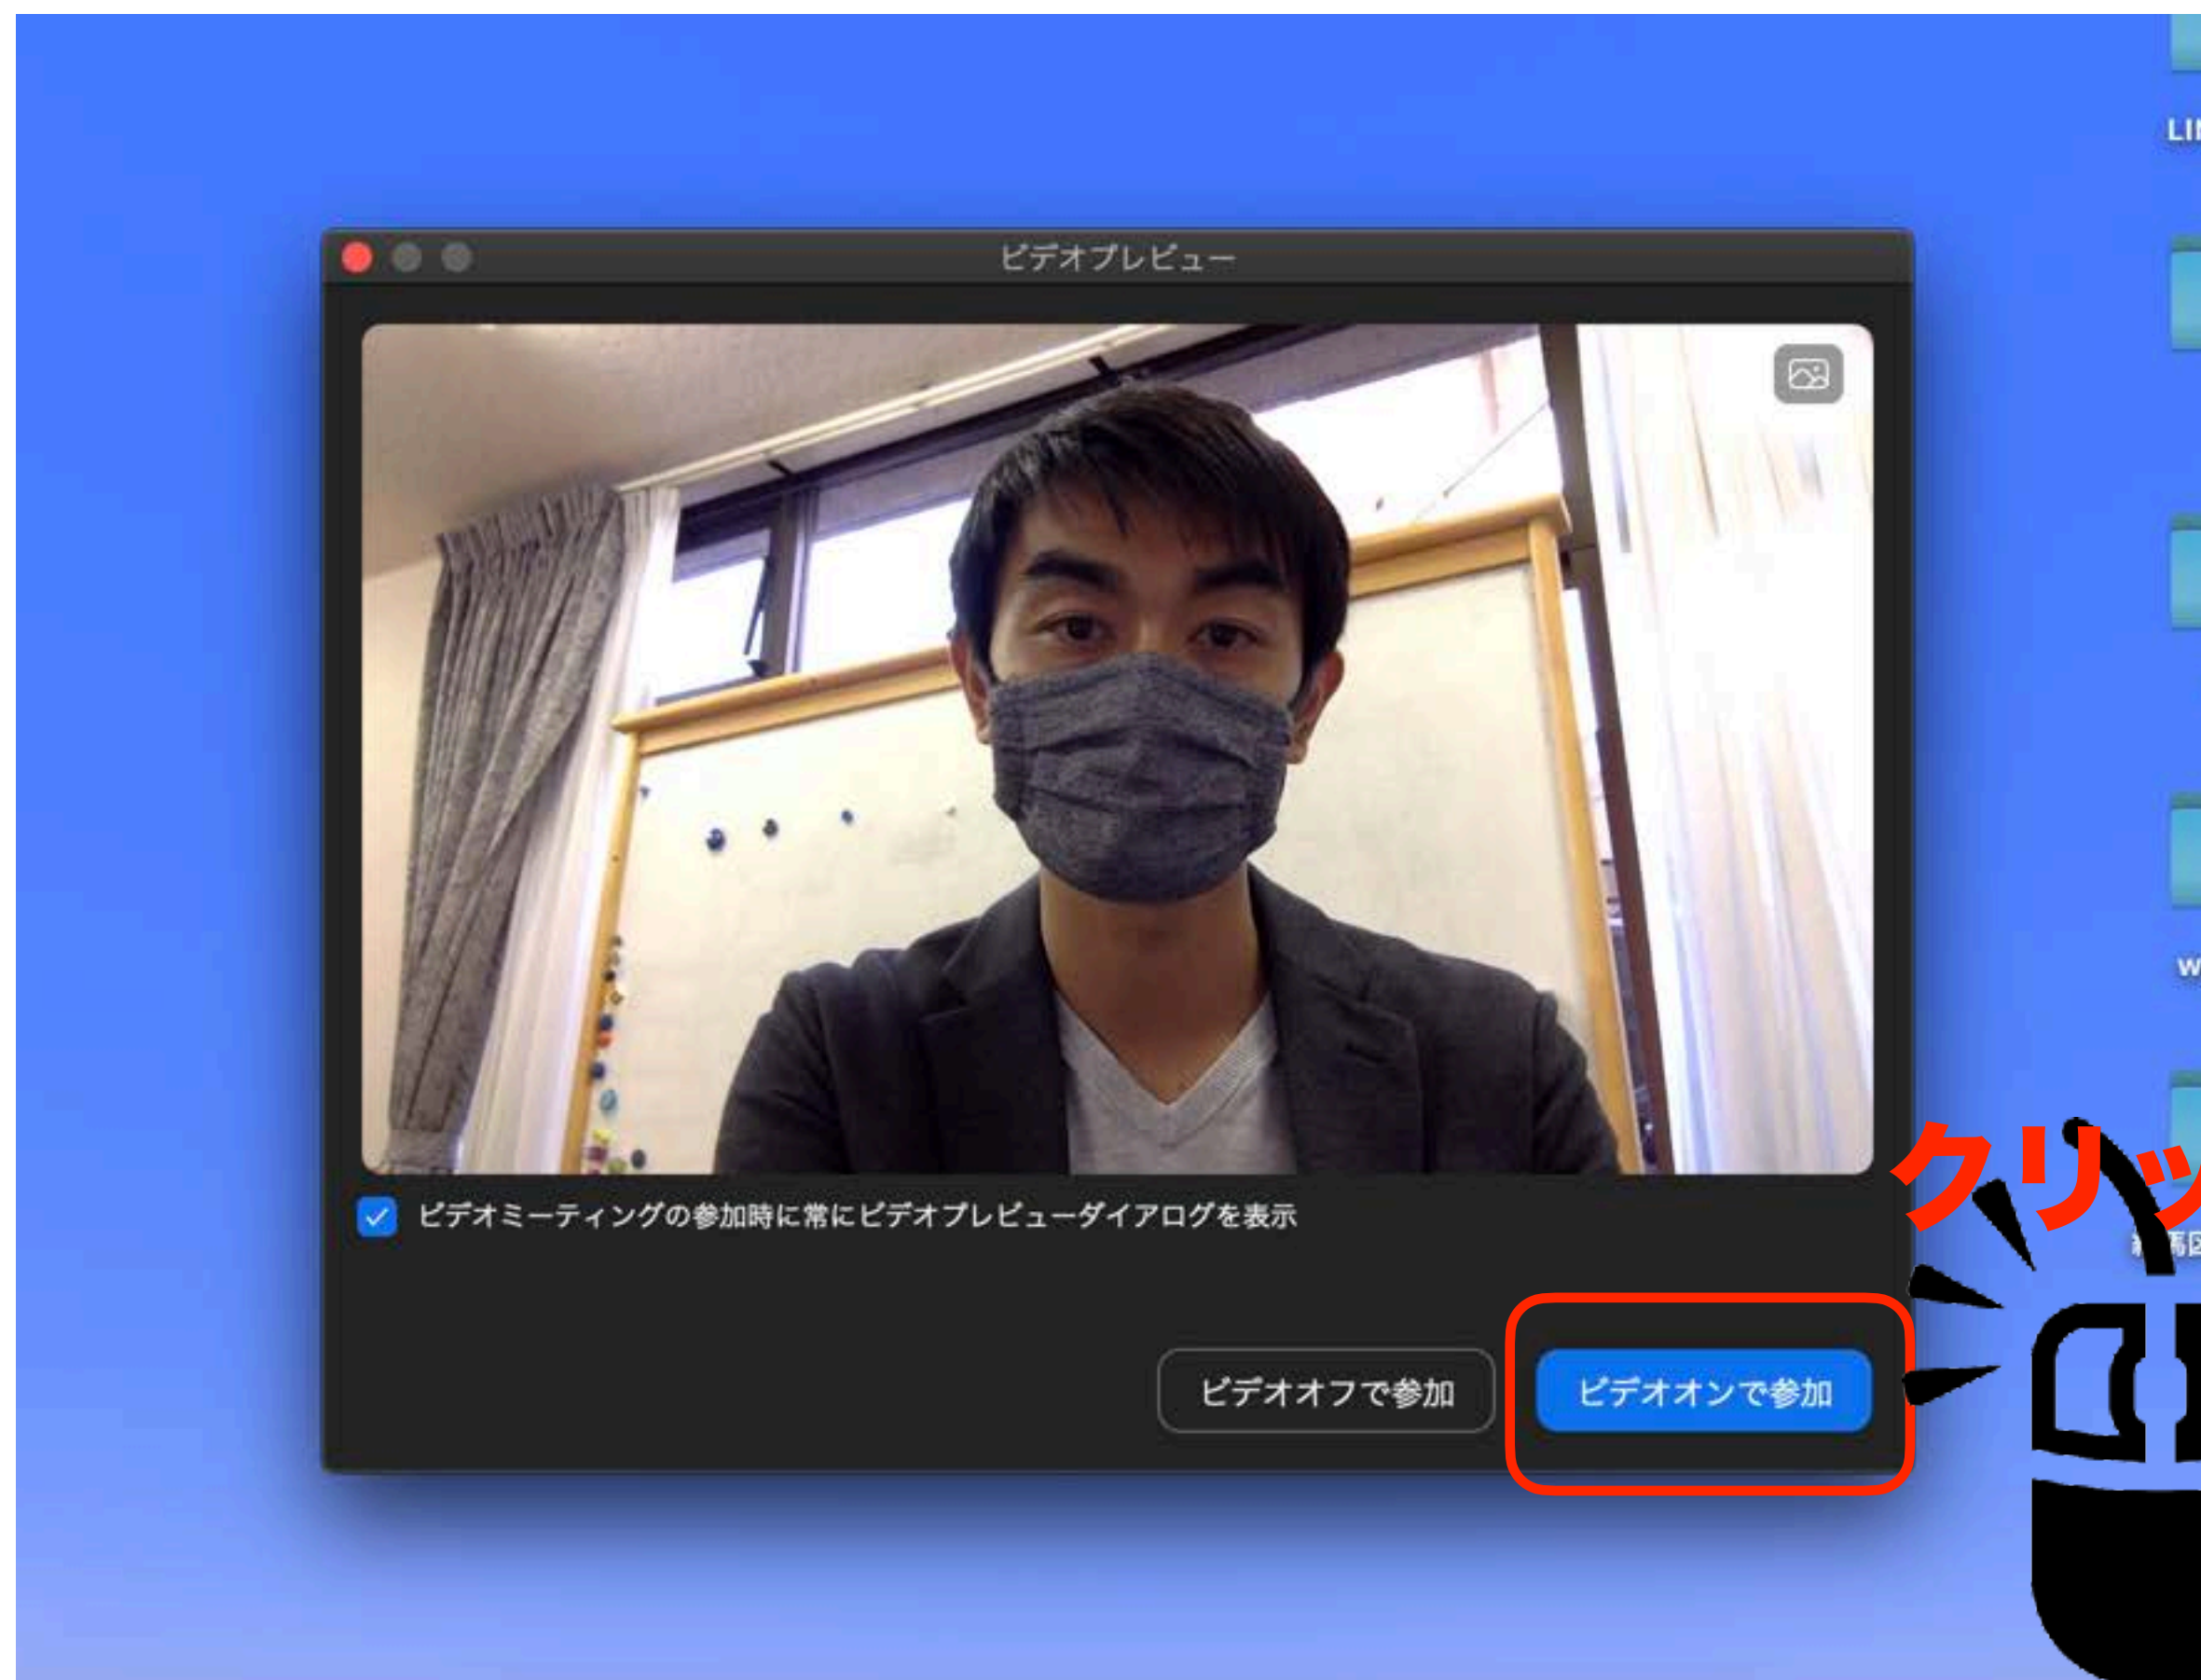 ビデオプレビュー
ビデオミーティングの参加時に常にビデオプレビューダイアログを表示
ビデオオフで参加
ビデオオンで参加
クリッ